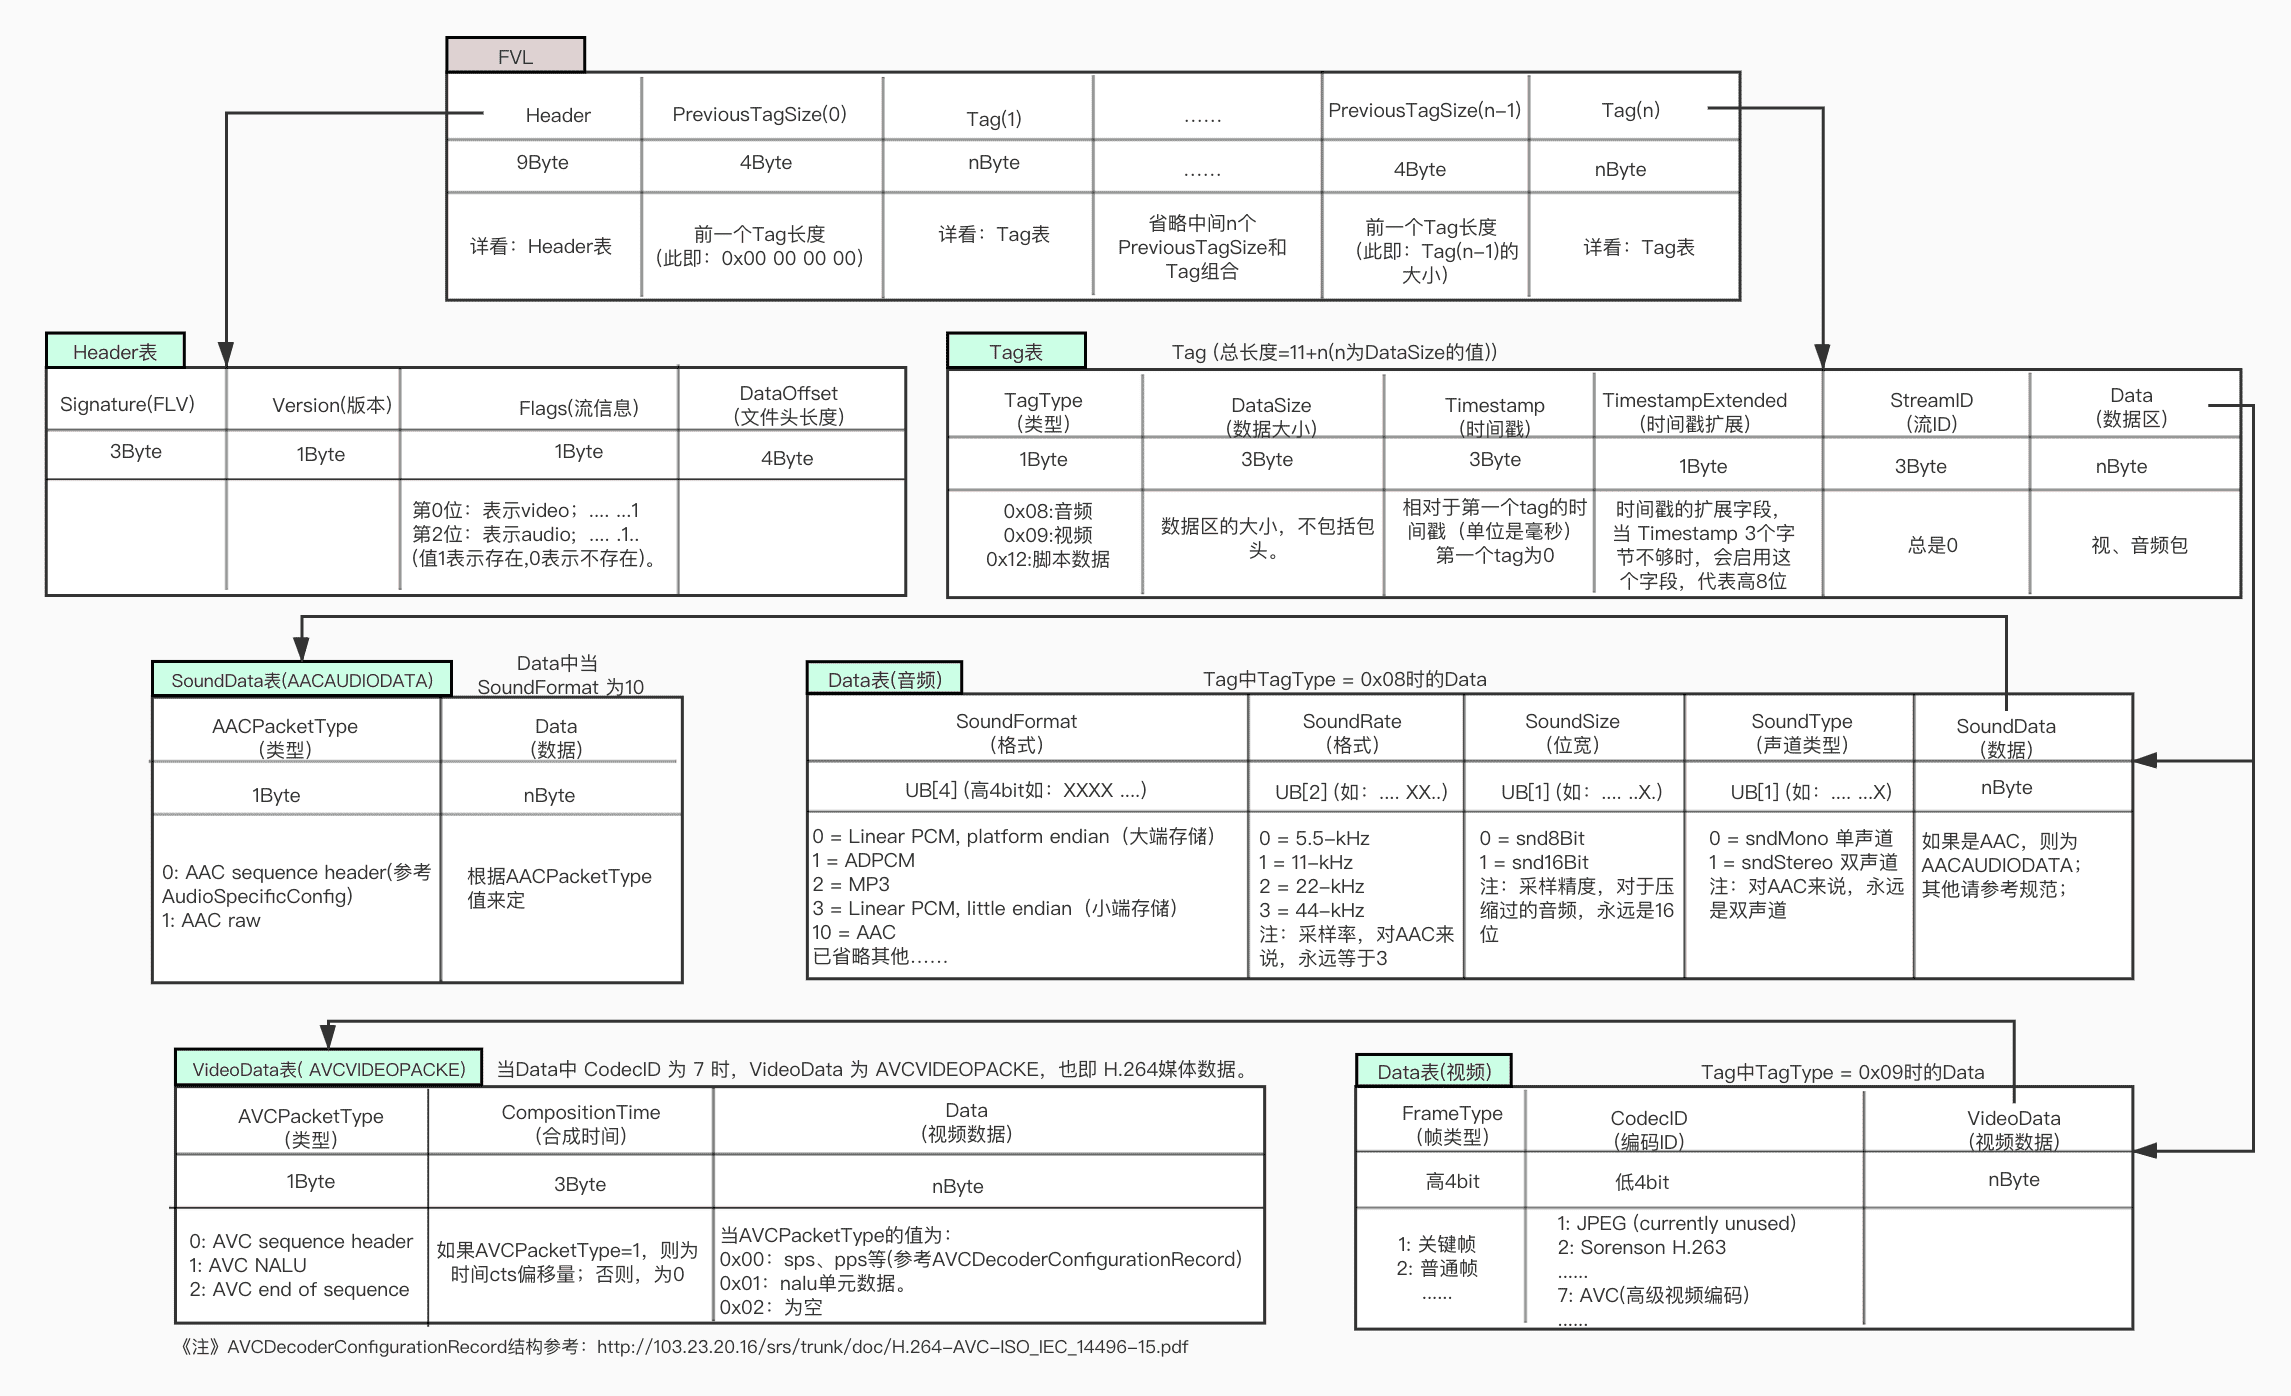 FVL
Header
PreviousTagSize(0)
Tag(1)
……
PreviousTagSize(n-1)
Tag(n)
9Byte
4Byte
nByte
……
4Byte
nByte
详看：Header表
前一个Tag长度
（此即：0x00 00 00 00）
详看：Tag表
省略中间n个
PreviousTagSize和
Tag组合
前一个Tag长度
（此即：Tag(n-1)的
大小）
详看：Tag表
Header表
Signature(FLV)
Version(版本)
Flags(流信息)
DataOffset
(文件头长度)
3Byte
1Byte
1Byte
4Byte
第0位：表示video；.... ...1
第2位：表示audio；.... .1..
(值1表示存在,0表示不存在)。
Tag表
Tag (总长度=11+n(n为DataSize的值))
TagType
(类型)
DataSize
(数据大小)
Timestamp
(时间戳)
TimestampExtended
(时间戳扩展)
StreamID
(流ID)
Data
(数据区)
1Byte
3Byte
3Byte
1Byte
3Byte
nByte
0x08:音频
0x09:视频
0x12:脚本数据
数据区的大小，不包括包
头。
相对于第一个tag的时
间戳（单位是毫秒）
第一个tag为0
时间戳的扩展字段，
当 Timestamp 3个字
节不够时，会启用这
个字段，代表高8位
总是0
视、音频包
SoundData表(AACAUDIODATA)
Data中当
SoundFormat 为10
AACPacketType
(类型)
Data
(数据)
1Byte
nByte
0: AAC sequence header(参考
AudioSpecificConfig)
1: AAC raw
根据AACPacketType
值来定
Data表(音频)
Tag中TagType = 0x08时的Data
SoundFormat
(格式)
SoundRate
(格式)
SoundSize
(位宽)
SoundType
(声道类型)
SoundData
(数据)
UB[4] (高4bit如：XXXX ....)
UB[2] (如：.... XX..)
UB[1] (如：.... ..X.)
UB[1] (如：.... ...X)
nByte
0 = Linear PCM, platform endian（大端存储）
1 = ADPCM
2 = MP3
3 = Linear PCM, little endian（小端存储）
10 = AAC
已省略其他……
0 = 5.5-kHz
1 = 11-kHz
2 = 22-kHz
3 = 44-kHz
注：采样率，对AAC来
说，永远等于3
0 = snd8Bit
1 = snd16Bit
注：采样精度，对于压
缩过的音频，永远是16
位
0 = sndMono 单声道
1 = sndStereo 双声道
注：对AAC来说，永远
是双声道
如果是AAC，则为
AACAUDIODATA；
其他请参考规范；
VideoData表( AVCVIDEOPACKE)
当Data中 CodecID 为 7 时，VideoData 为 AVCVIDEOPACKE，也即 H.264媒体数据。
AVCPacketType
(类型)
CompositionTime
(合成时间)
Data
(视频数据)
1Byte
3Byte
nByte
0: AVC sequence header
1: AVC NALU
2: AVC end of sequence
如果AVCPacketType=1，则为
时间cts偏移量；否则，为0
当AVCPacketType的值为：
0x00：sps、pps等(参考AVCDecoderConfigurationRecord)
0x01：nalu单元数据。
0x02：为空
Data表(视频)
Tag中TagType = 0x09时的Data
FrameType
(帧类型)
CodecID
(编码ID)
VideoData
(视频数据)
高4bit
低4bit
nByte
1: 关键帧
2: 普通帧
......
1: JPEG (currently unused)
2: Sorenson H.263
......
7: AVC(高级视频编码)
......
《注》AVCDecoderConfigurationRecord结构参考：http://103.23.20.16/srs/trunk/doc/H.264-AVC-ISO_IEC_14496-15.pdf